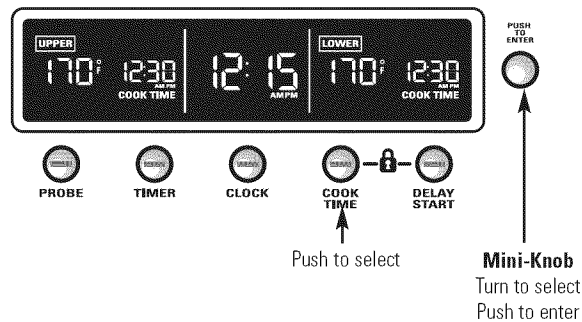 PUSH
TO
ENTER
UPPER
170°F 12:30
AM PM
COOK TIME
12:15
AM PM
LOWER
170°F 12:30
AM PM
COOK TIME
PROBE
TIMER
CLOCK
COOK
TIME
DELAY
START
Push to select
Mini-Knob
Turn to select
Push to enter